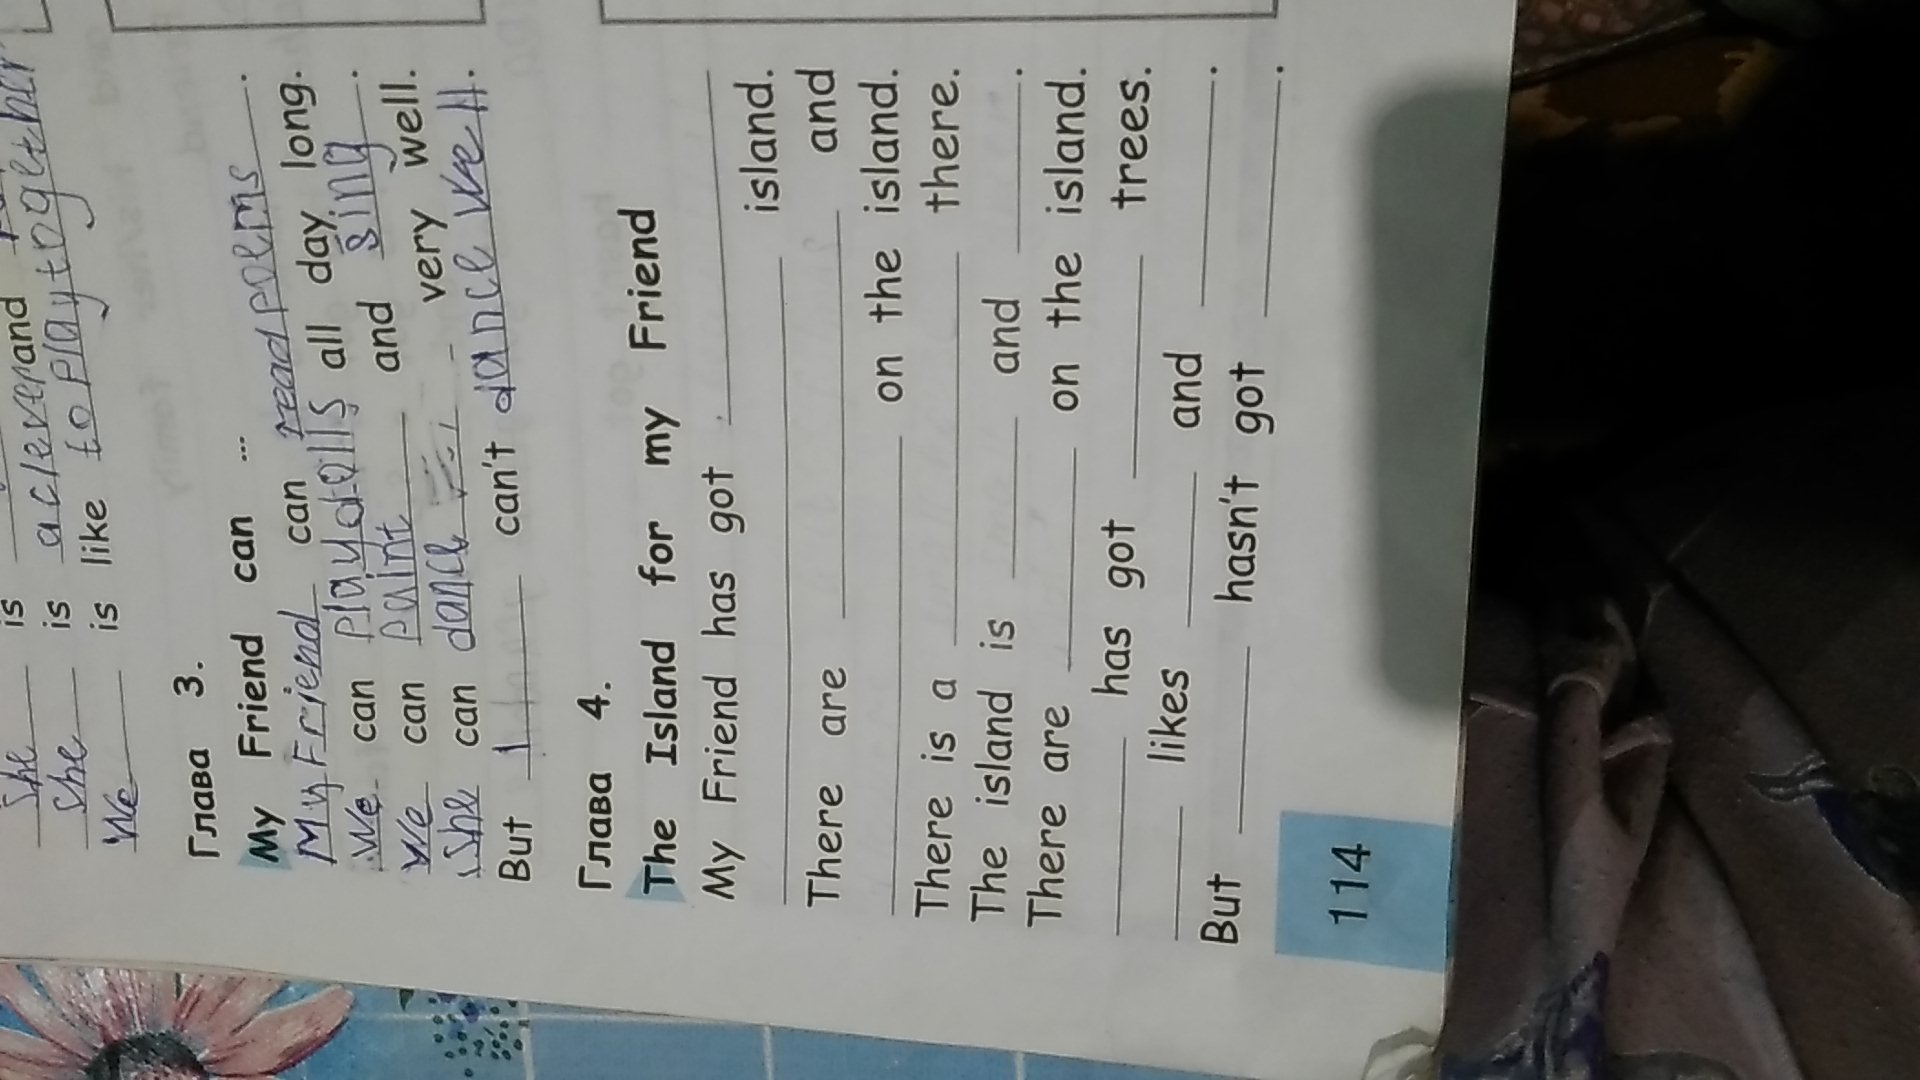 She is
She is a clever and
We is like to play together
Глава 3.
My Friend can ...
My Friend can read poems.
We can play dolls all day long.
We can paint and sing.
She can dance very well.
But I can't dance well.
Глава 4.
The Island for my Friend
My Friend has got
island.
There are and
on the island.
There is a there.
The island is and .
There are on the island.
has got trees.
likes and .
But hasn't got .
114